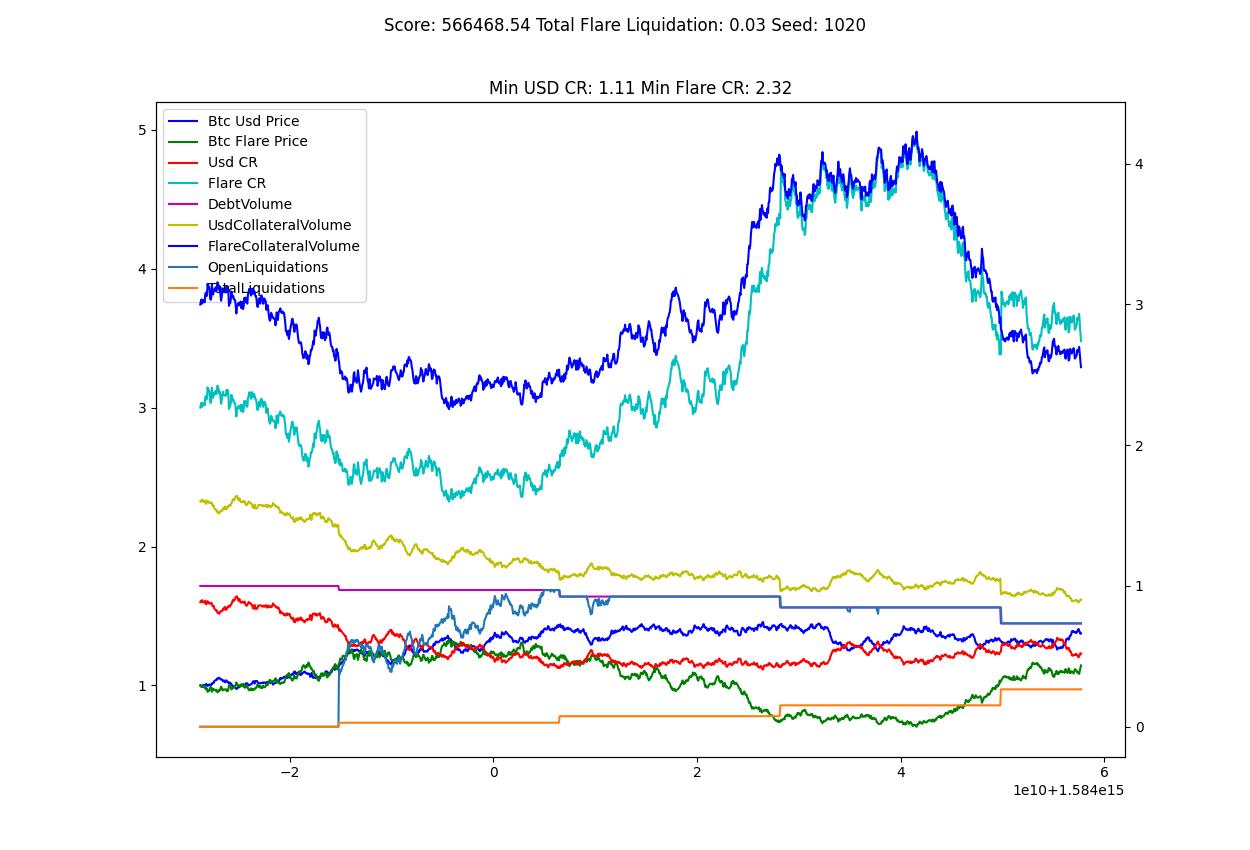 Score: 566468.54 Total Flare Liquidation: 0.03 Seed: 1020
Min USD CR: 1.11 Min Flare CR: 2.32
Btc Usd Price
Btc Flare Price
Usd CR
Flare CR
DebtVolume
UsdCollateralVolume
FlareCollateralVolume
OpenLiquidations
TotalLiquidations
5
4
3
2
1
4
3
2
1
0
−2
0
2
4
6
1e10+1.584e15